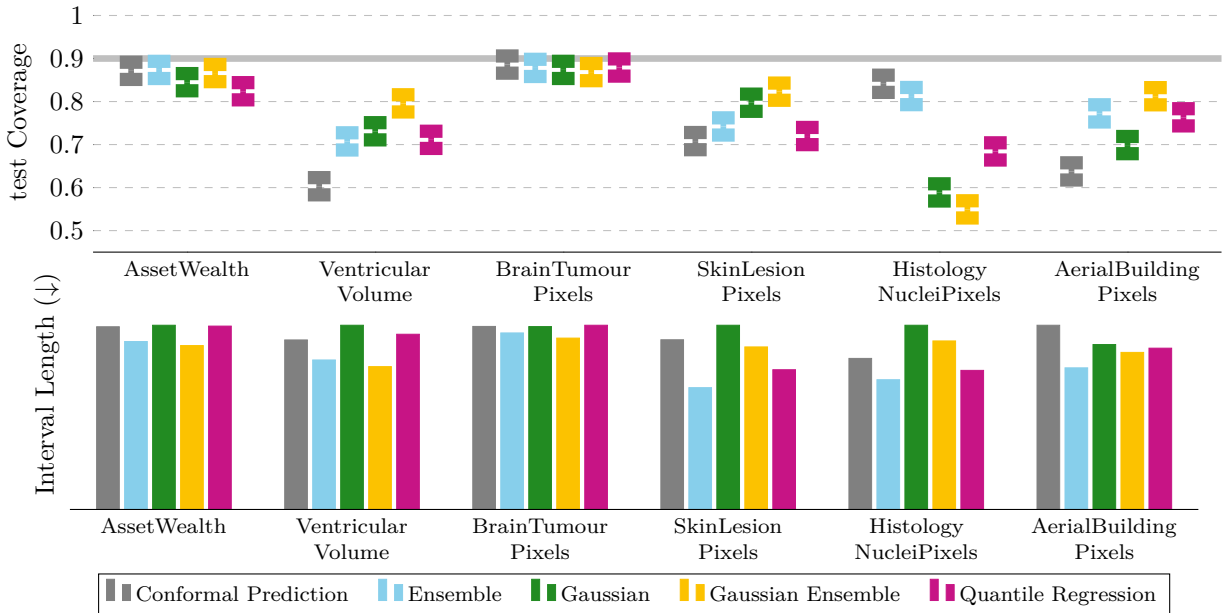 test Coverage
1
0.9
0.8
0.7
0.6
0.5
AssetWealth
Ventricular
Volume
BrainTumour
Pixels
SkinLesion
Pixels
Histology
NucleiPixels
AerialBuilding
Pixels
Interval Length (↓)
AssetWealth
Ventricular
Volume
BrainTumour
Pixels
SkinLesion
Pixels
Histology
NucleiPixels
AerialBuilding
Pixels
Conformal Prediction
Ensemble
Gaussian
Gaussian Ensemble
Quantile Regression